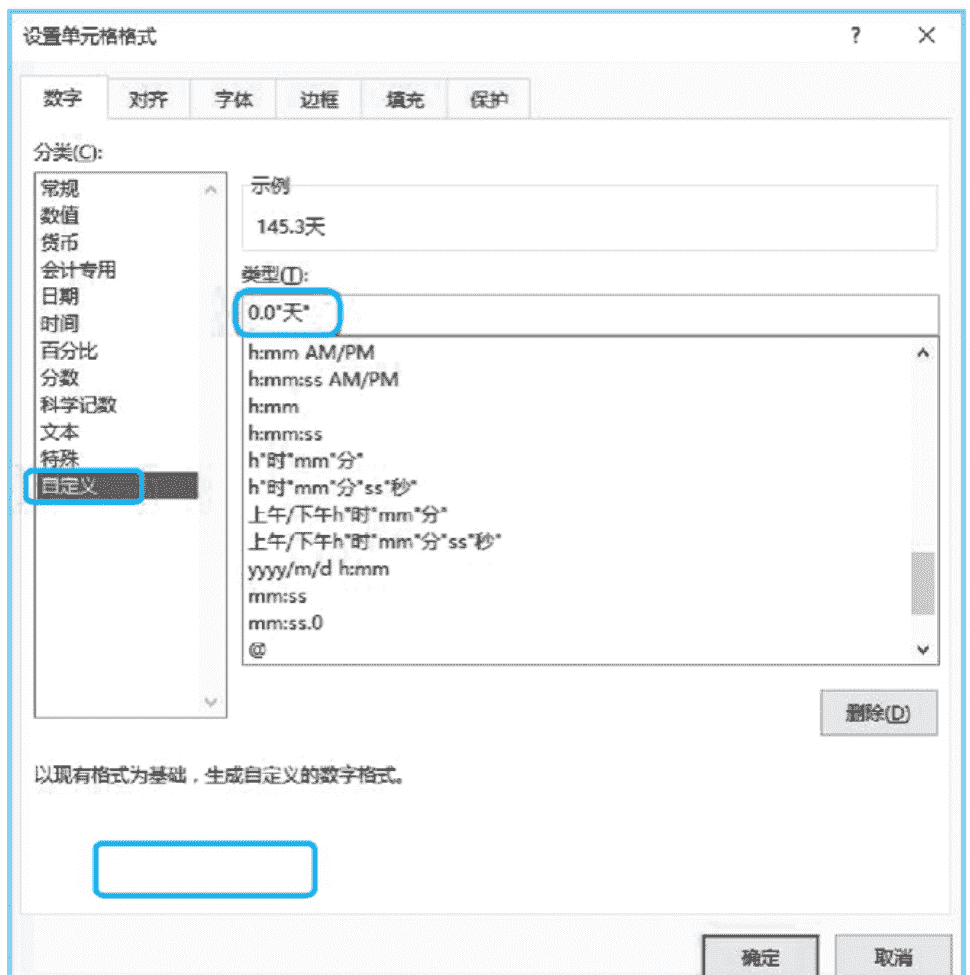 设置单元格格式
?
数字 对齐 字体 边框 填充 保护
分类(C):
常规
数值
货币
会计专用
日期
时间
百分比
分数
科学记数
文本
特殊
自定义
示例
145.3天
类型(T):
0.0"天"
h:mm AM/PM
h:mm:ss AM/PM
h:mm
h:mm:ss
h"时"mm"分"
h"时"mm"分"ss"秒"
上午/下午h"时"mm"分"
上午/下午h"时"mm"分"ss"秒"
yyyy/m/d h:mm
mm:ss
mm:ss.0
@
删除(D)
以现有格式为基础，生成自定义的数字格式。
确定 取消